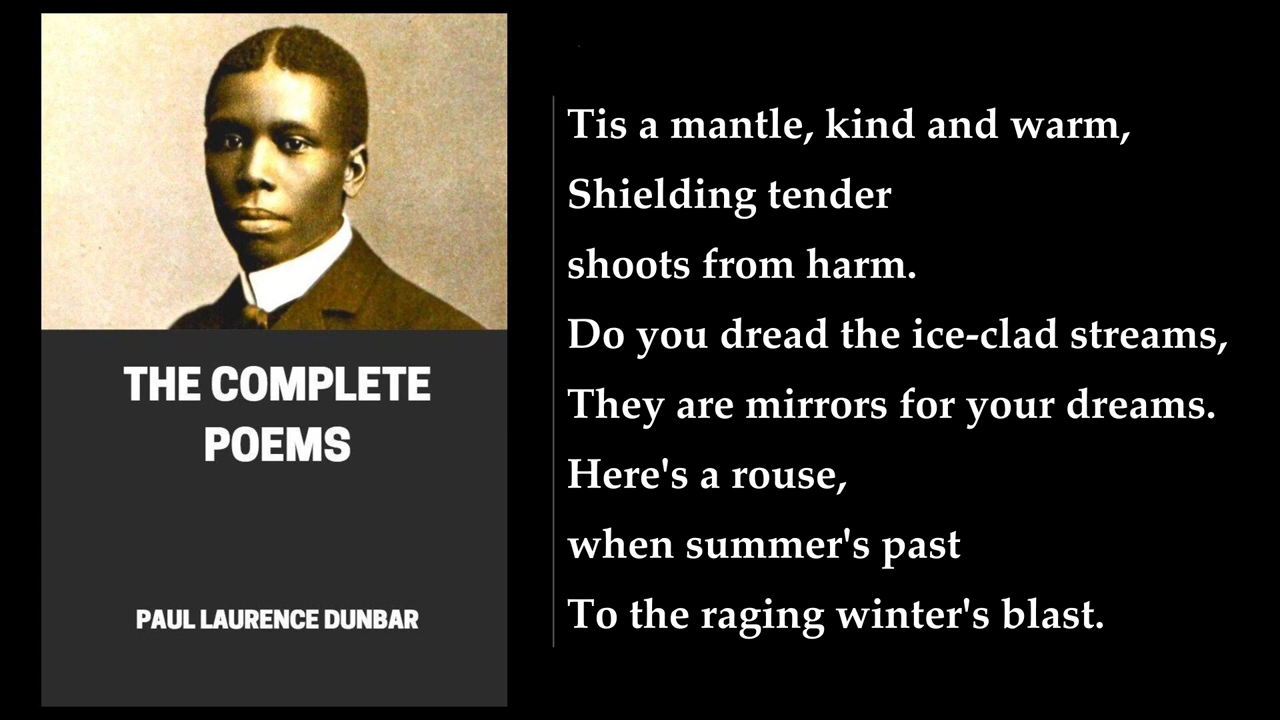 THE COMPLETE
POEMS
PAUL LAURENCE DUNBAR
Tis a mantle, kind and warm,
Shielding tender
shoots from harm.
Do you dread the ice-clad streams,
They are mirrors for your dreams.
Here's a rouse,
when summer's past
To the raging winter's blast.